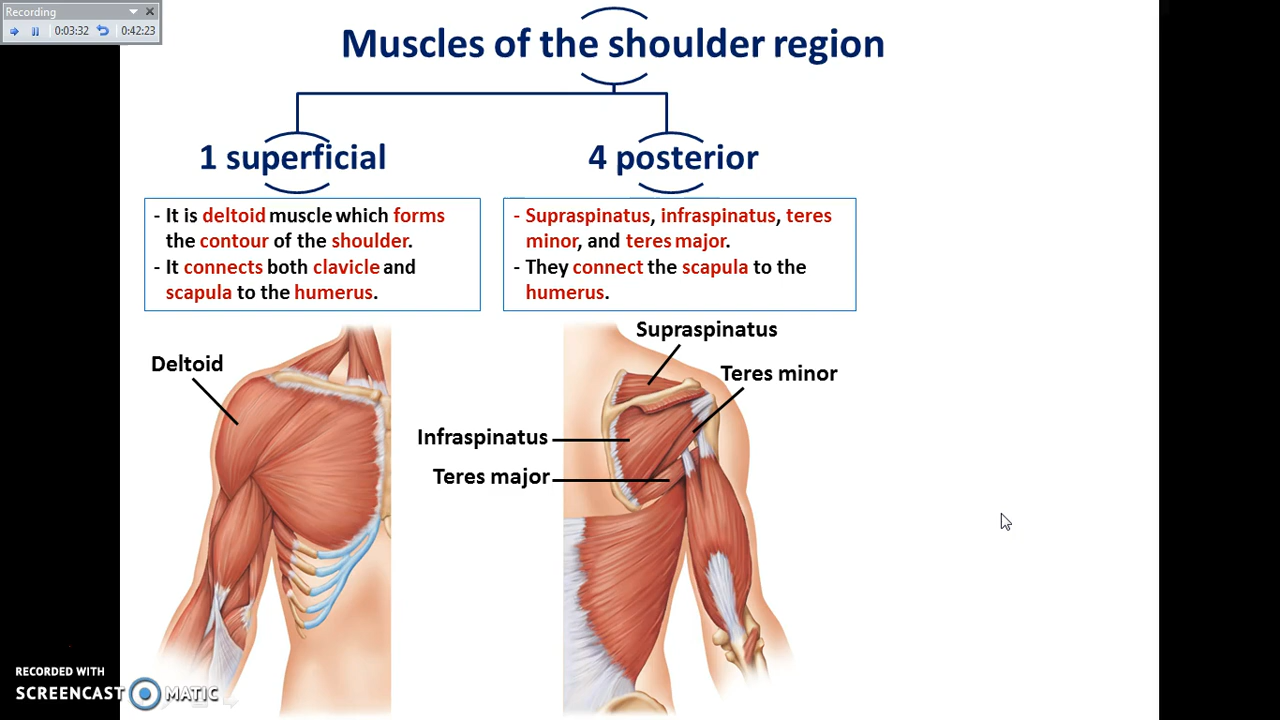 Recording
0:03:32
0:42:23
Muscles of the shoulder region
1 superficial
- It is deltoid muscle which forms
the contour of the shoulder.
- It connects both clavicle and
scapula to the humerus.
4 posterior
- Supraspinatus, infraspinatus, teres
minor, and teres major.
- They connect the scapula to the
humerus.
Deltoid
Supraspinatus
Teres minor
Infraspinatus
Teres major
RECORDED WITH
SCREENCAST MATIC